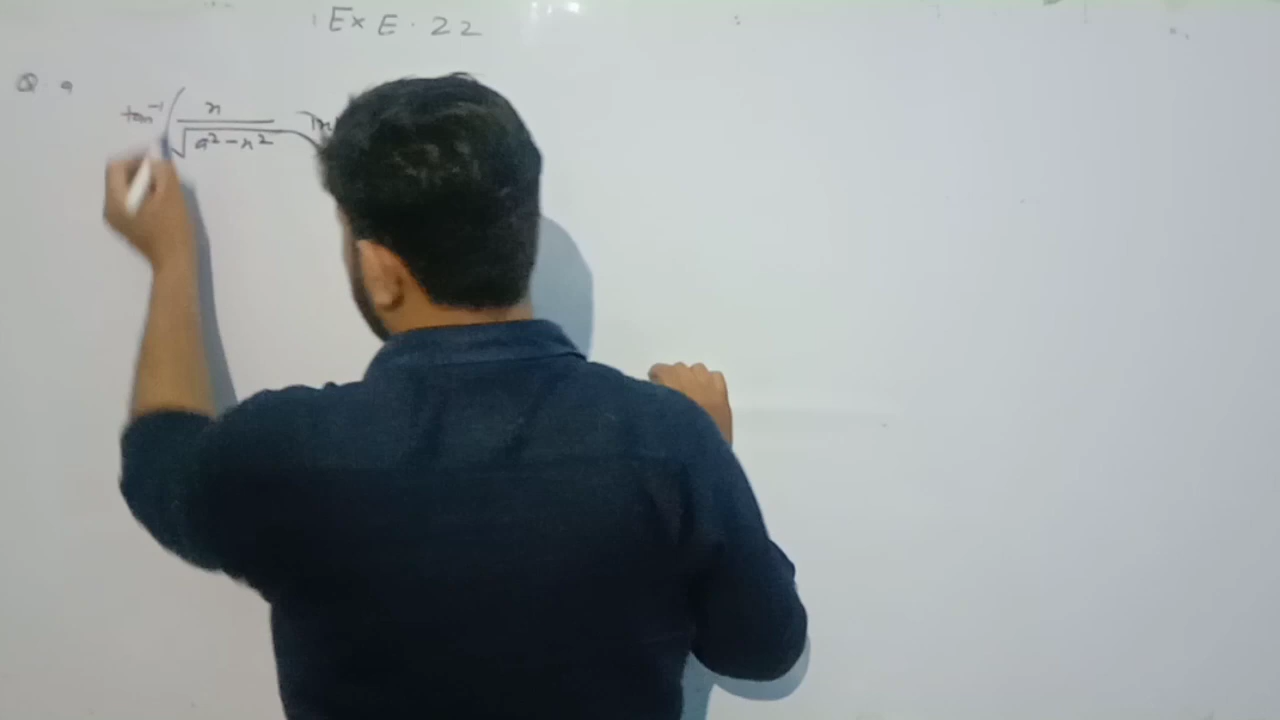 Ex E. 22
Q. 9
tan⁻¹ ( x / √(a² - x²)